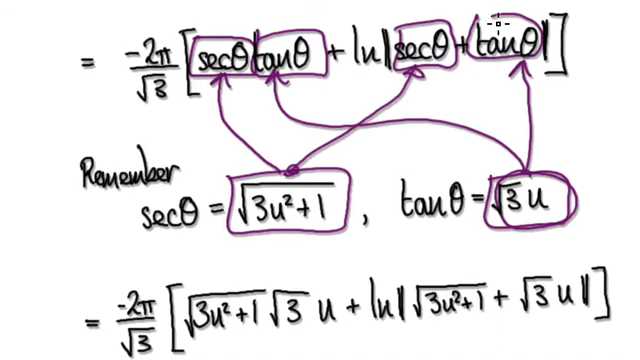 = -2π/√3 [secθ tanθ + ln|secθ + tanθ|]
Remember
secθ = √(3u²+1) , tanθ = √3 u
= -2π/√3 [√(3u²+1) √3 u + ln|√(3u²+1) + √3 u|]